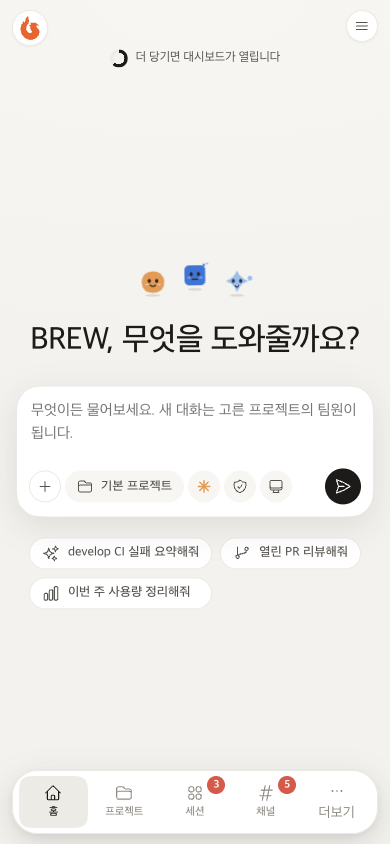 더 당기면 대시보드가 열립니다
BREW, 무엇을 도와줄까요?
무엇이든 물어보세요. 새 대화는 고른 프로젝트의 팀원이
됩니다.
기본 프로젝트
develop CI 실패 요약해줘
열린 PR 리뷰해줘
이번 주 사용량 정리해줘
3
5
홈
프로젝트
세션
채널
더보기